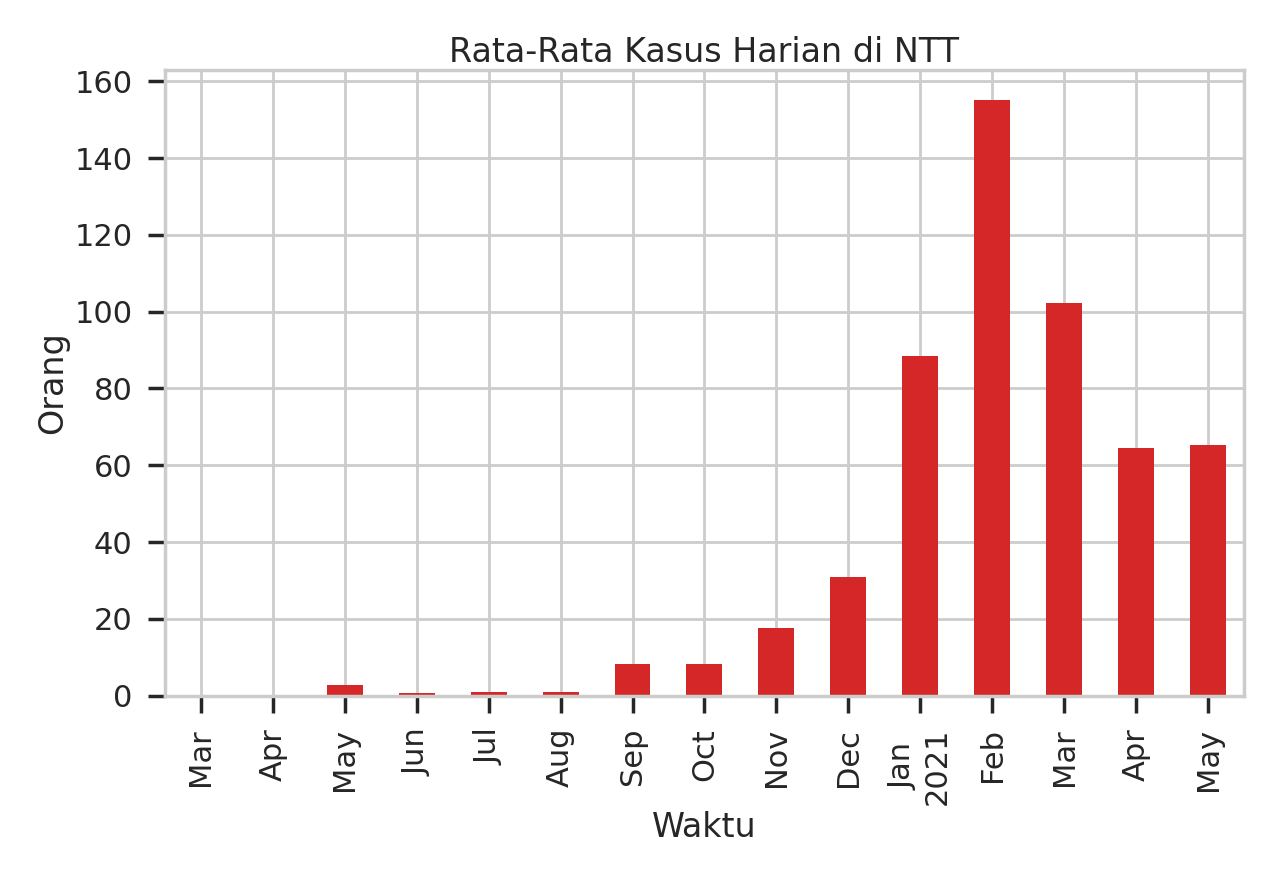 Rata-Rata Kasus Harian di NTT
160
140
120
100
80
60
40
20
0
Orang
Mar
Apr
May
Jun
Jul
Aug
Sep
Oct
Nov
Dec
Jan
2021
Feb
Mar
Apr
May
Waktu